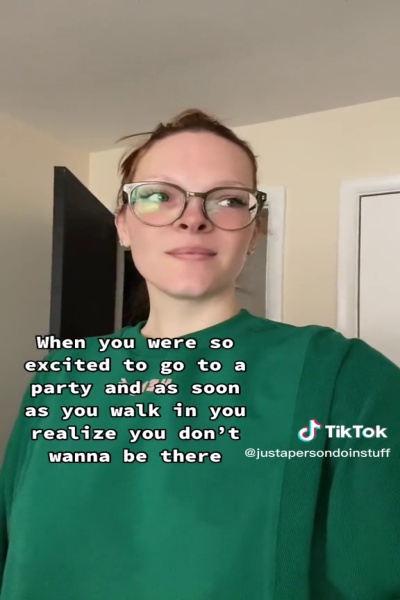 When you were so
excited to go to a
party and as soon
as you walk in you
realize you don't
wanna be there
TikTok
@justapersondoinstuff